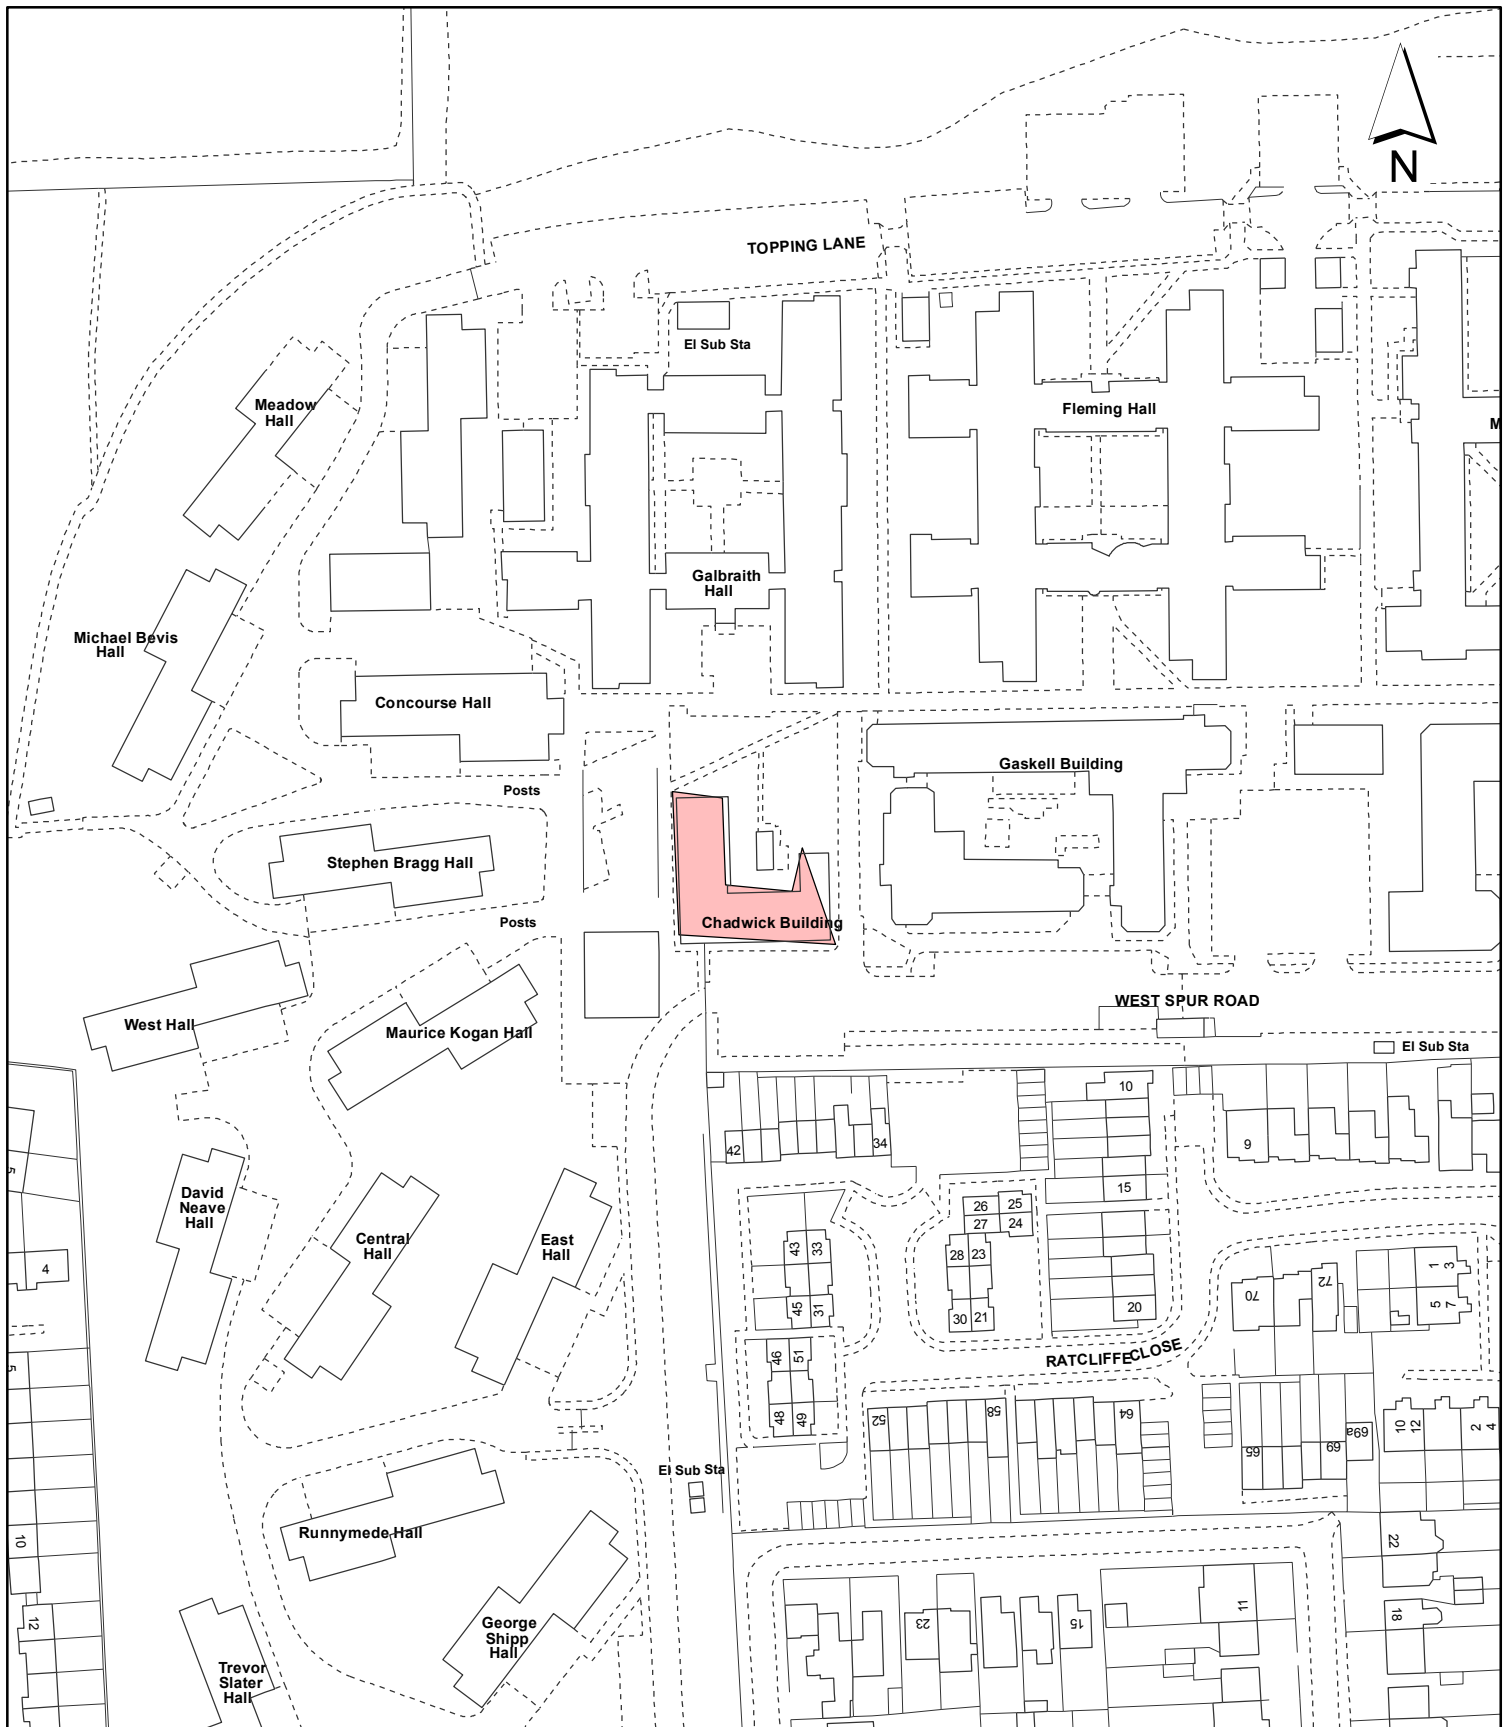 N
TOPPING LANE
El Sub Sta
Meadow
Hall
Fleming Hall
M
Galbraith
Hall
Michael Bevis
Hall
Concourse Hall
Gaskell Building
Posts
Stephen Bragg Hall
Chadwick Building
Posts
WEST SPUR ROAD
West Hall
Maurice Kogan Hall
El Sub Sta
10
42
34
9
5
15
David
Neave
Hall
26
25
27
24
Central
Hall
East
Hall
43
33
28
23
4
1
3
70
72
45
31
30
21
20
5
7
RATCLIFFE CLOSE
46
51
5
48
49
52
58
64
65
69
69a
10
12
2
4
El Sub Sta
Runnymede Hall
10
22
12
George
Shipp
Hall
23
15
11
18
Trevor
Slater
Hall